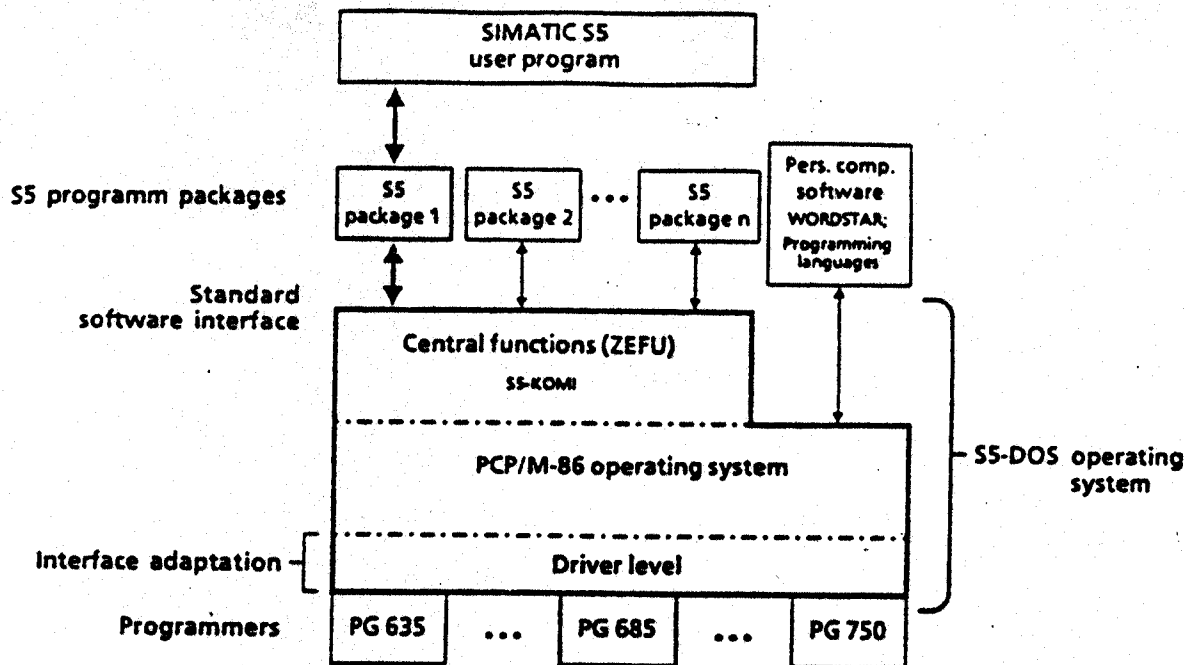 SIMATIC S5
user program
S5 programm packages
S5
package 1
S5
package 2
...
S5
package n
Pers. comp.
software
WORDSTAR;
Programming
languages
Standard
software interface
Central functions (ZEFU)
S5-KOMI
PCP/M-86 operating system
S5-DOS operating
system
Interface adaptation
Driver level
Programmers
PG 635
...
PG 685
...
PG 750